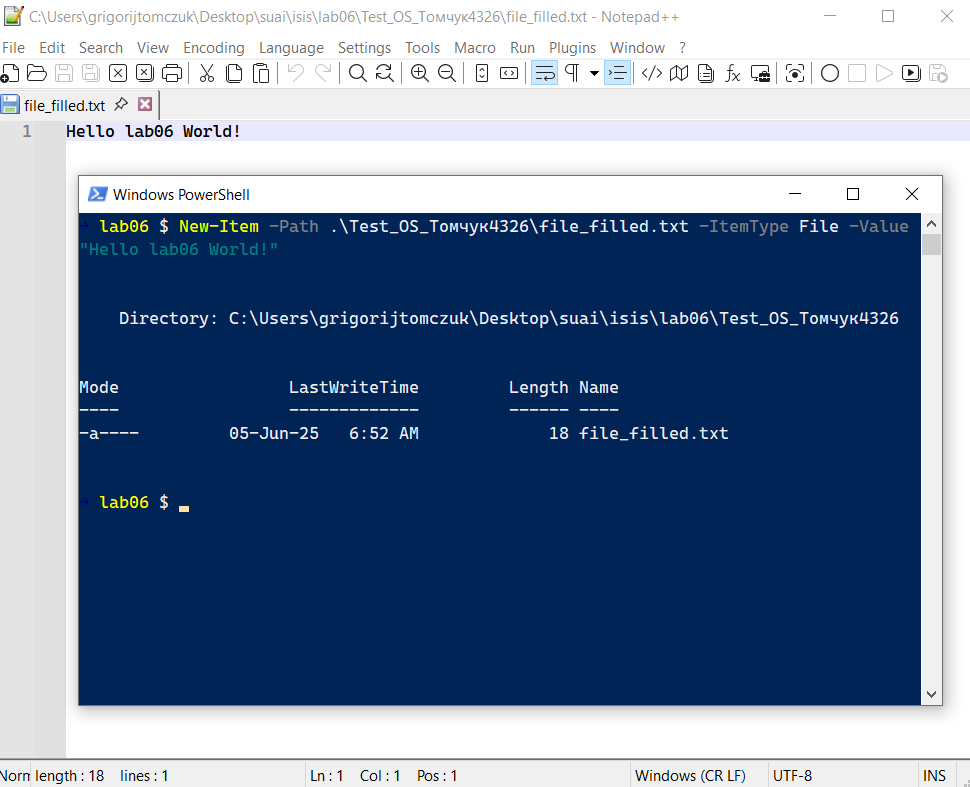 C:\Users\grigorijtomczuk\Desktop\suai\isis\lab06\Test_OS_Томчук4326\file_filled.txt - Notepad++
File Edit Search View Encoding Language Settings Tools Macro Run Plugins Window ?
file_filled.txt
1 Hello lab06 World!
Windows PowerShell
lab06 $ New-Item -Path .\Test_OS_Томчук4326\file_filled.txt -ItemType File -Value
"Hello lab06 World!"
Directory: C:\Users\grigorijtomczuk\Desktop\suai\isis\lab06\Test_OS_Томчук4326
Mode LastWriteTime Length Name
---- ------------- ------ ----
-a---- 05-Jun-25 6:52 AM 18 file_filled.txt
lab06 $
Norn length : 18 lines : 1 Ln : 1 Col : 1 Pos : 1 Windows (CR LF) UTF-8 INS